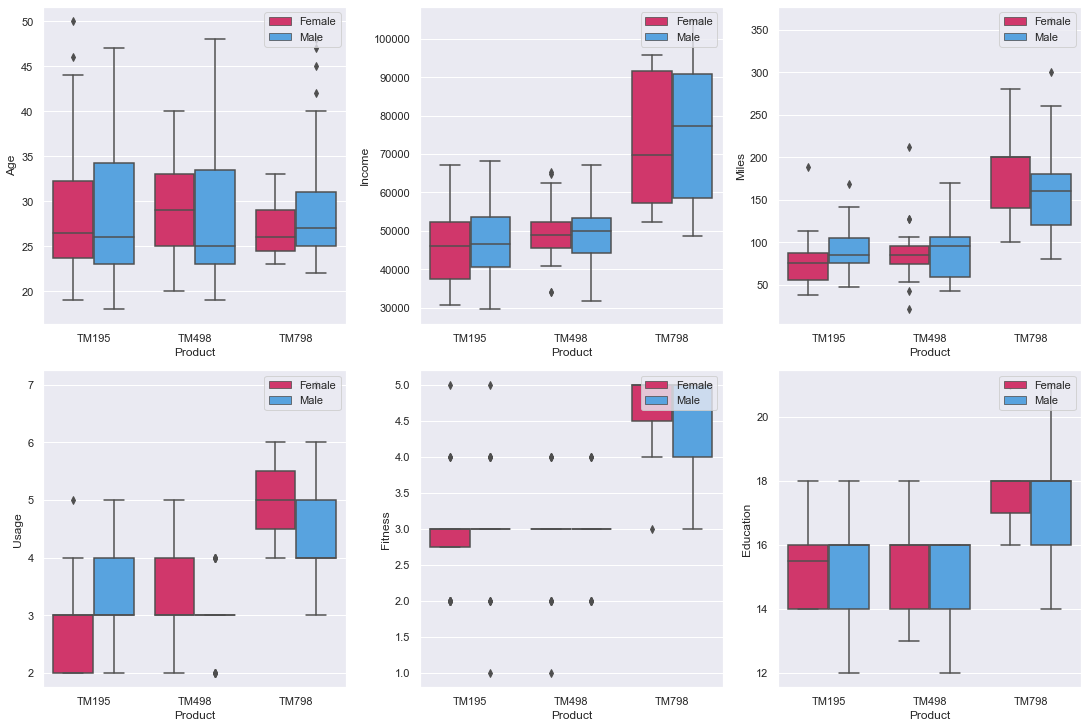 50
45
40
35
30
25
20
Age
TM195 TM498 TM798
Product
Female
Male
100000
90000
80000
70000
60000
50000
40000
30000
Income
TM195 TM498 TM798
Product
Female
Male
350
300
250
200
150
100
50
Miles
TM195 TM498 TM798
Product
Female
Male
7
6
5
4
3
2
Usage
TM195 TM498 TM798
Product
Female
Male
5.0
4.5
4.0
3.5
3.0
2.5
2.0
1.5
1.0
Fitness
TM195 TM498 TM798
Product
Female
Male
20
18
16
14
12
Education
TM195 TM498 TM798
Product
Female
Male